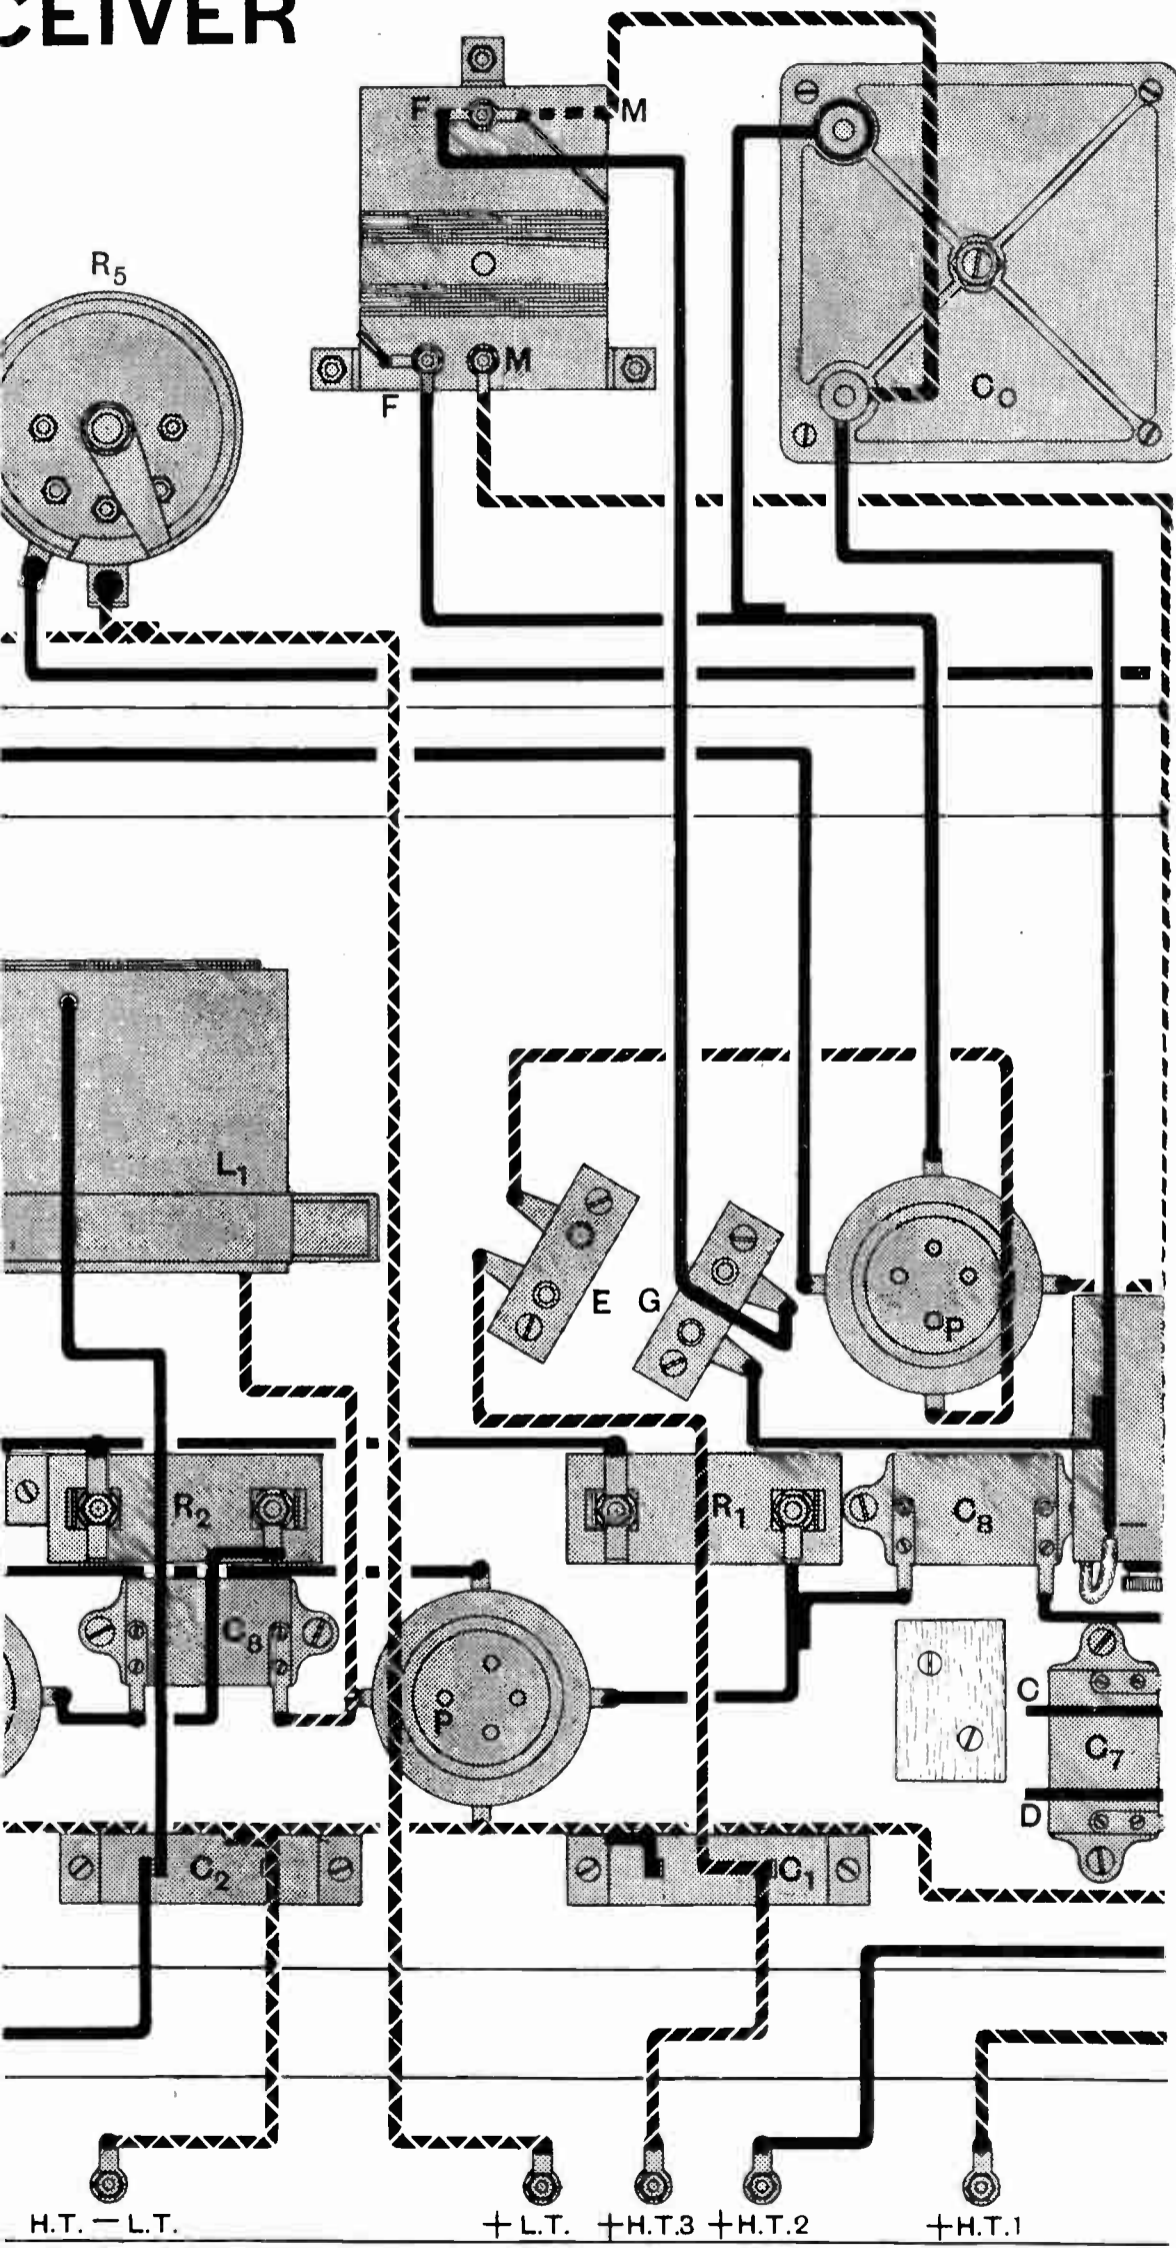 CEIVER
F M
R5
M
F
Co
L1
E G
P
R2 R1 C8
C8
P
C
C7
D
C2 C1
H.T. — L.T. +L.T. +H.T.3 +H.T.2 +H.T.1